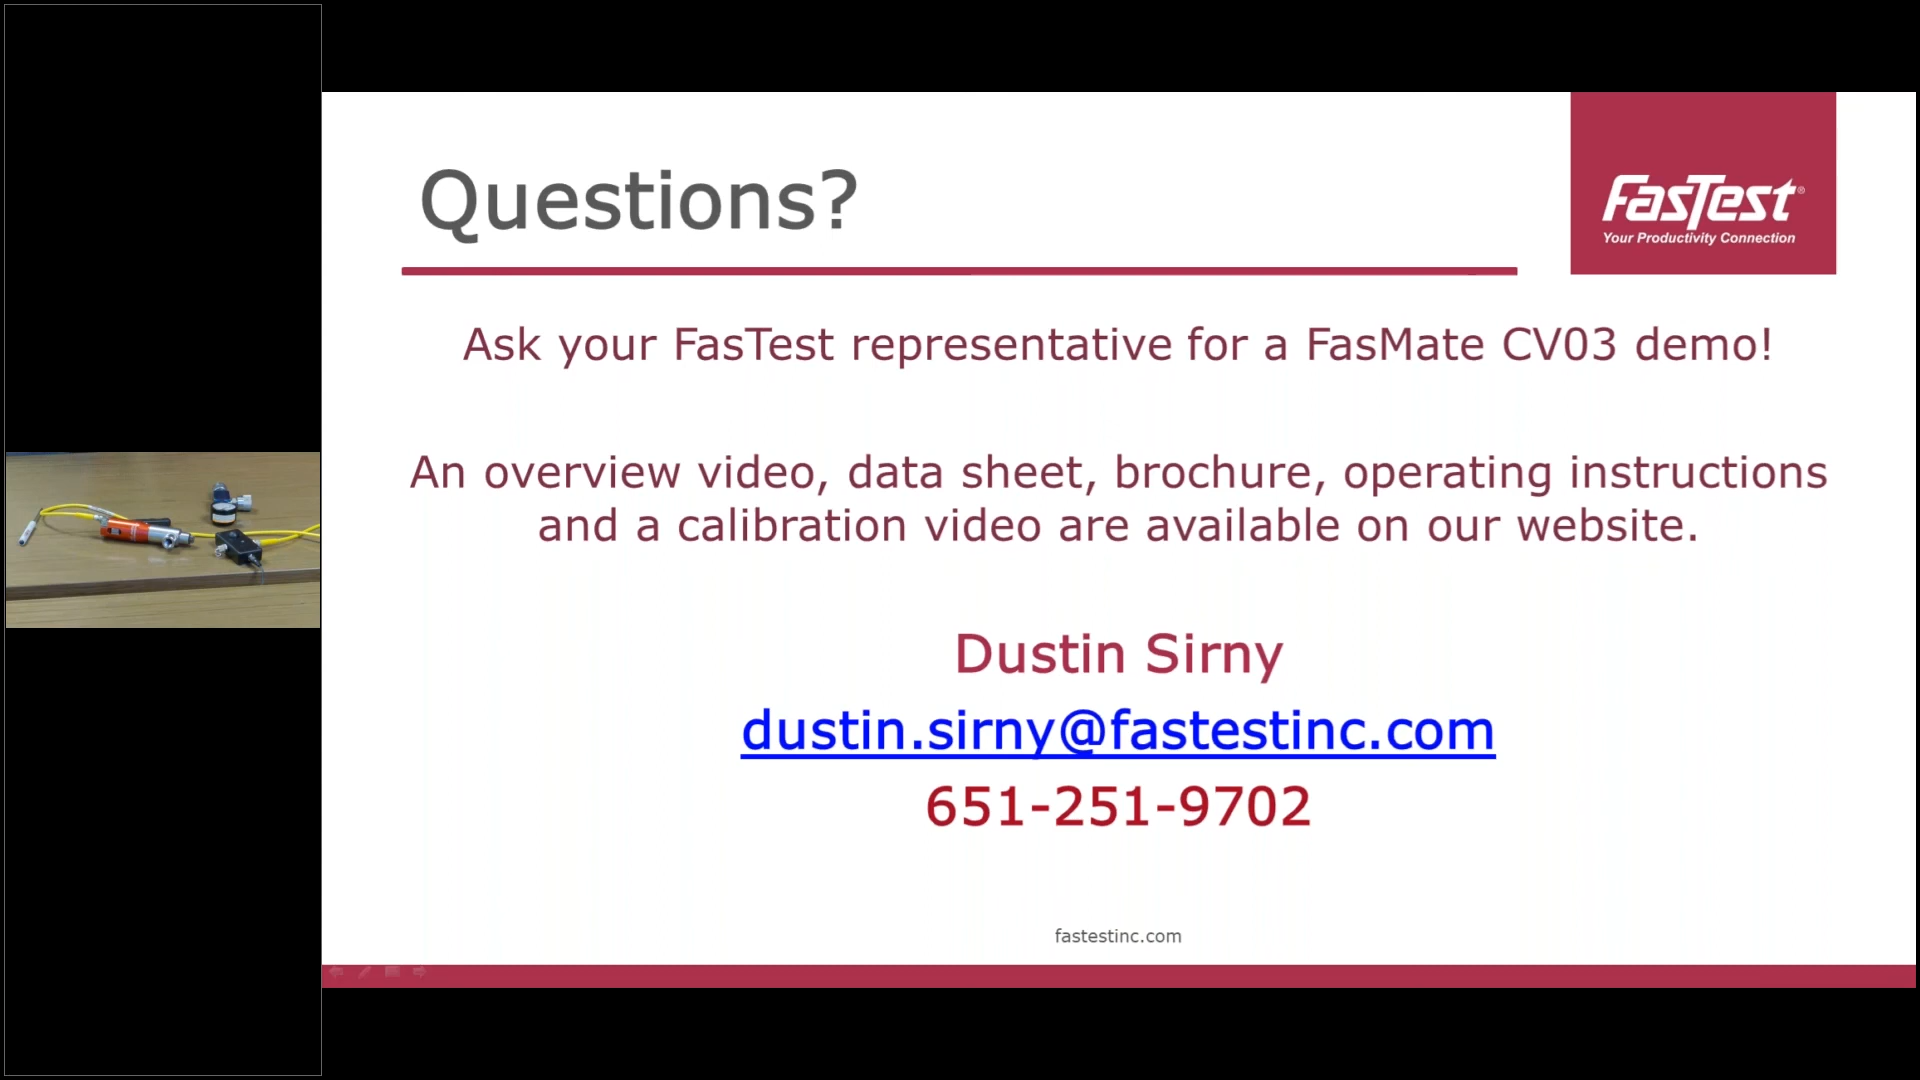 Questions?
FasTest®
Your Productivity Connection
Ask your FasTest representative for a FasMate CV03 demo!
An overview video, data sheet, brochure, operating instructions
and a calibration video are available on our website.
Dustin Sirny
dustin.sirny@fastestinc.com
651-251-9702
fastestinc.com